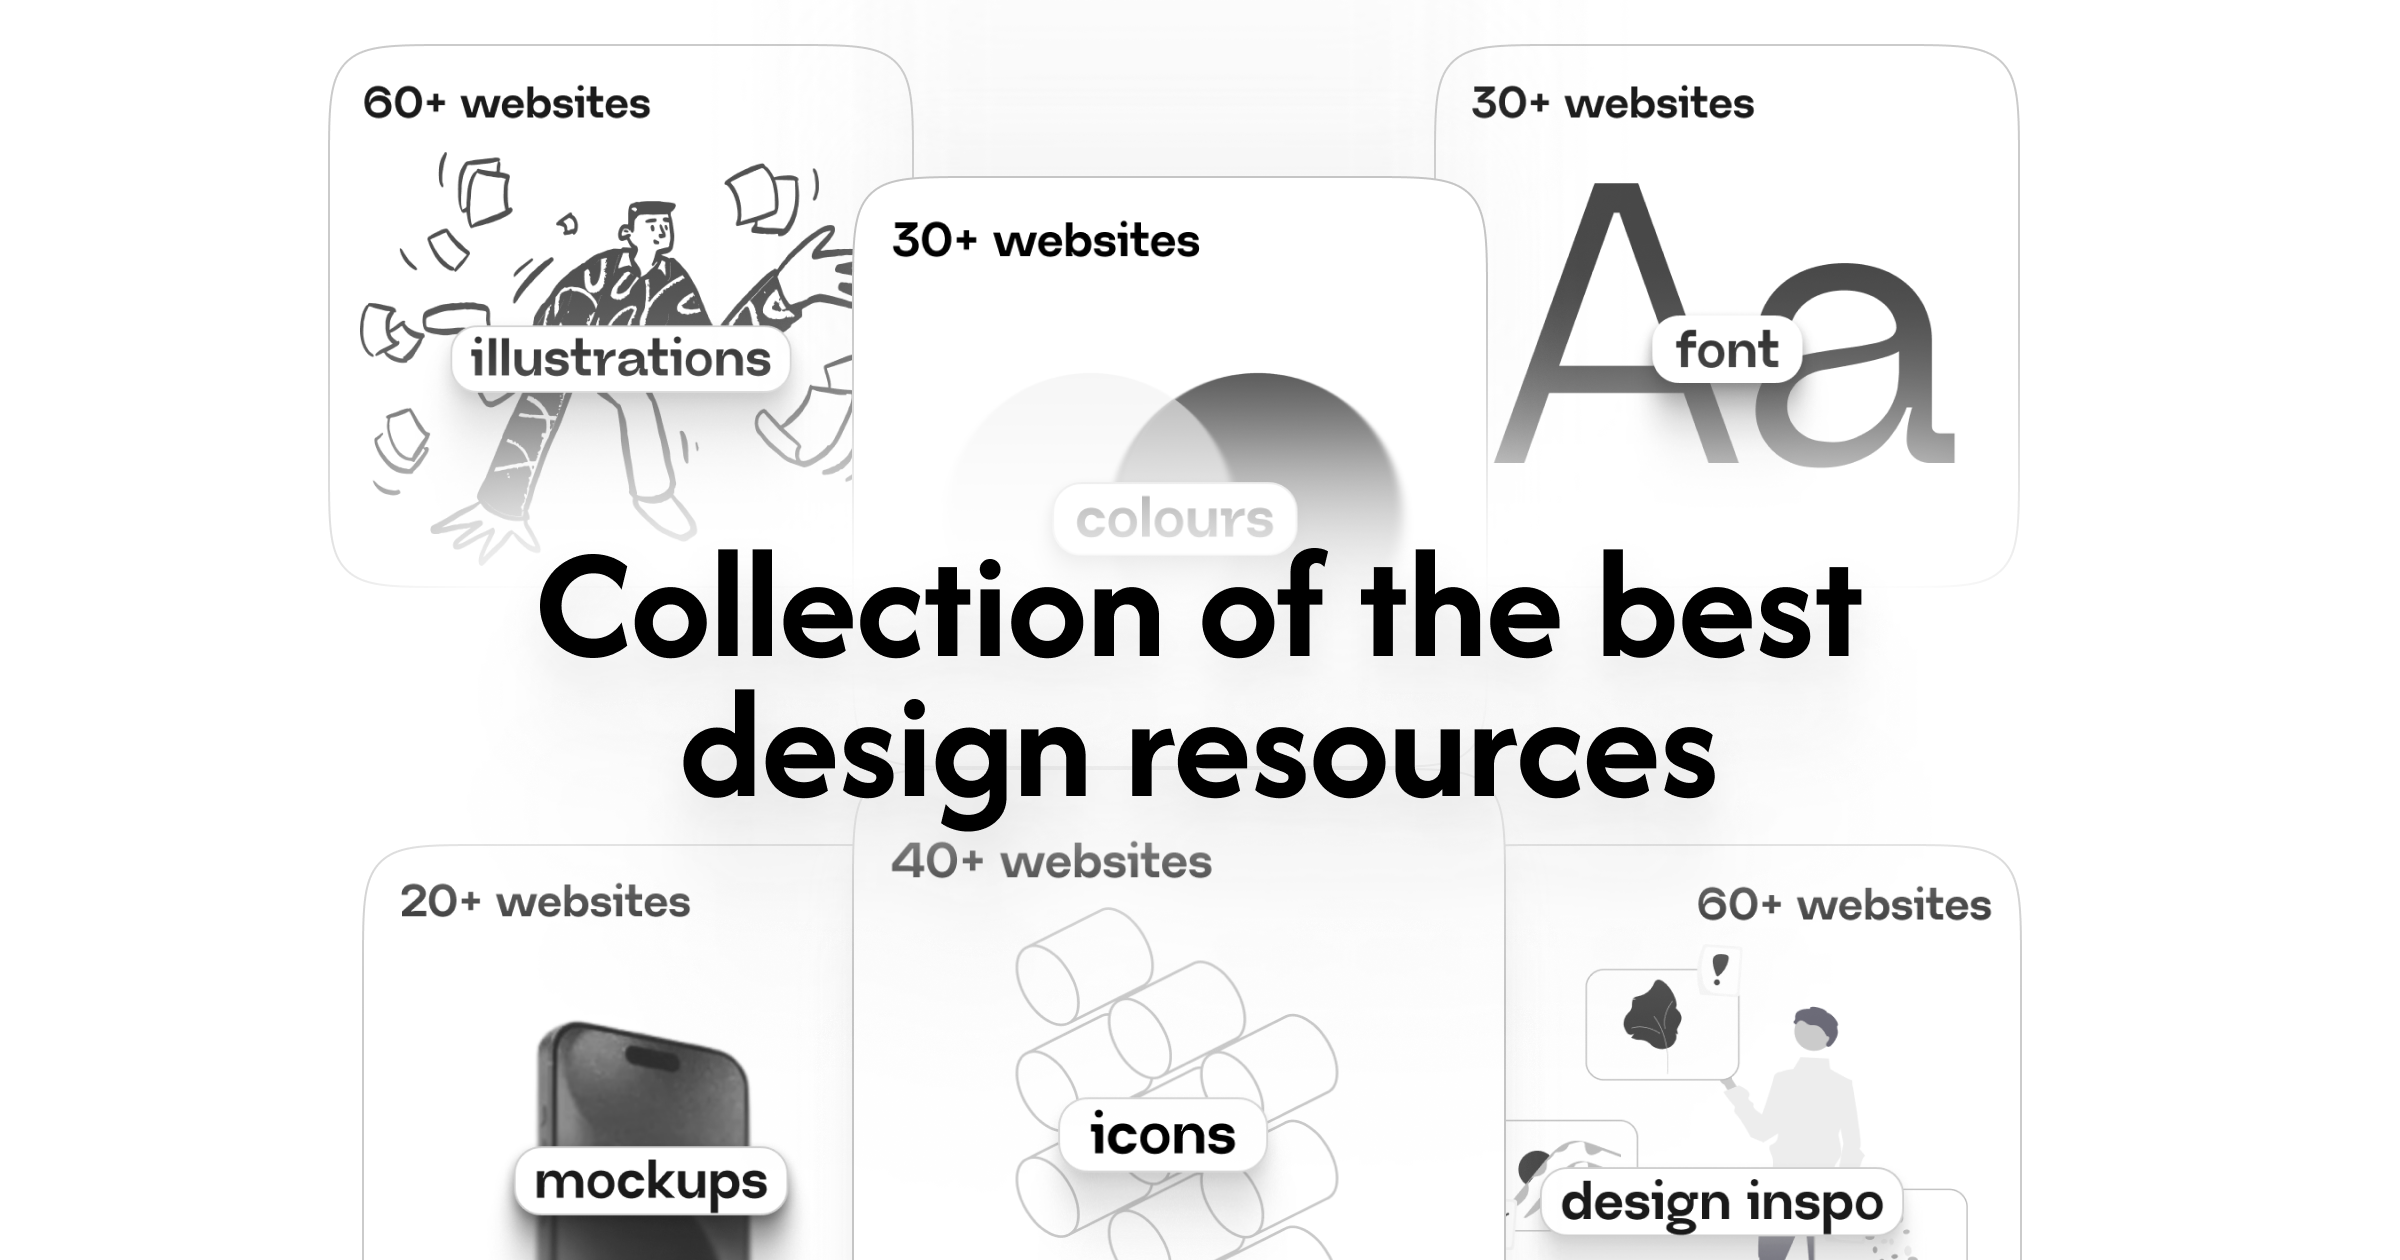 60+ websites
illustrations
30+ websites
colours
30+ websites
Aa
font
Collection of the best
design resources
20+ websites
mockups
40+ websites
icons
60+ websites
!
design inspo